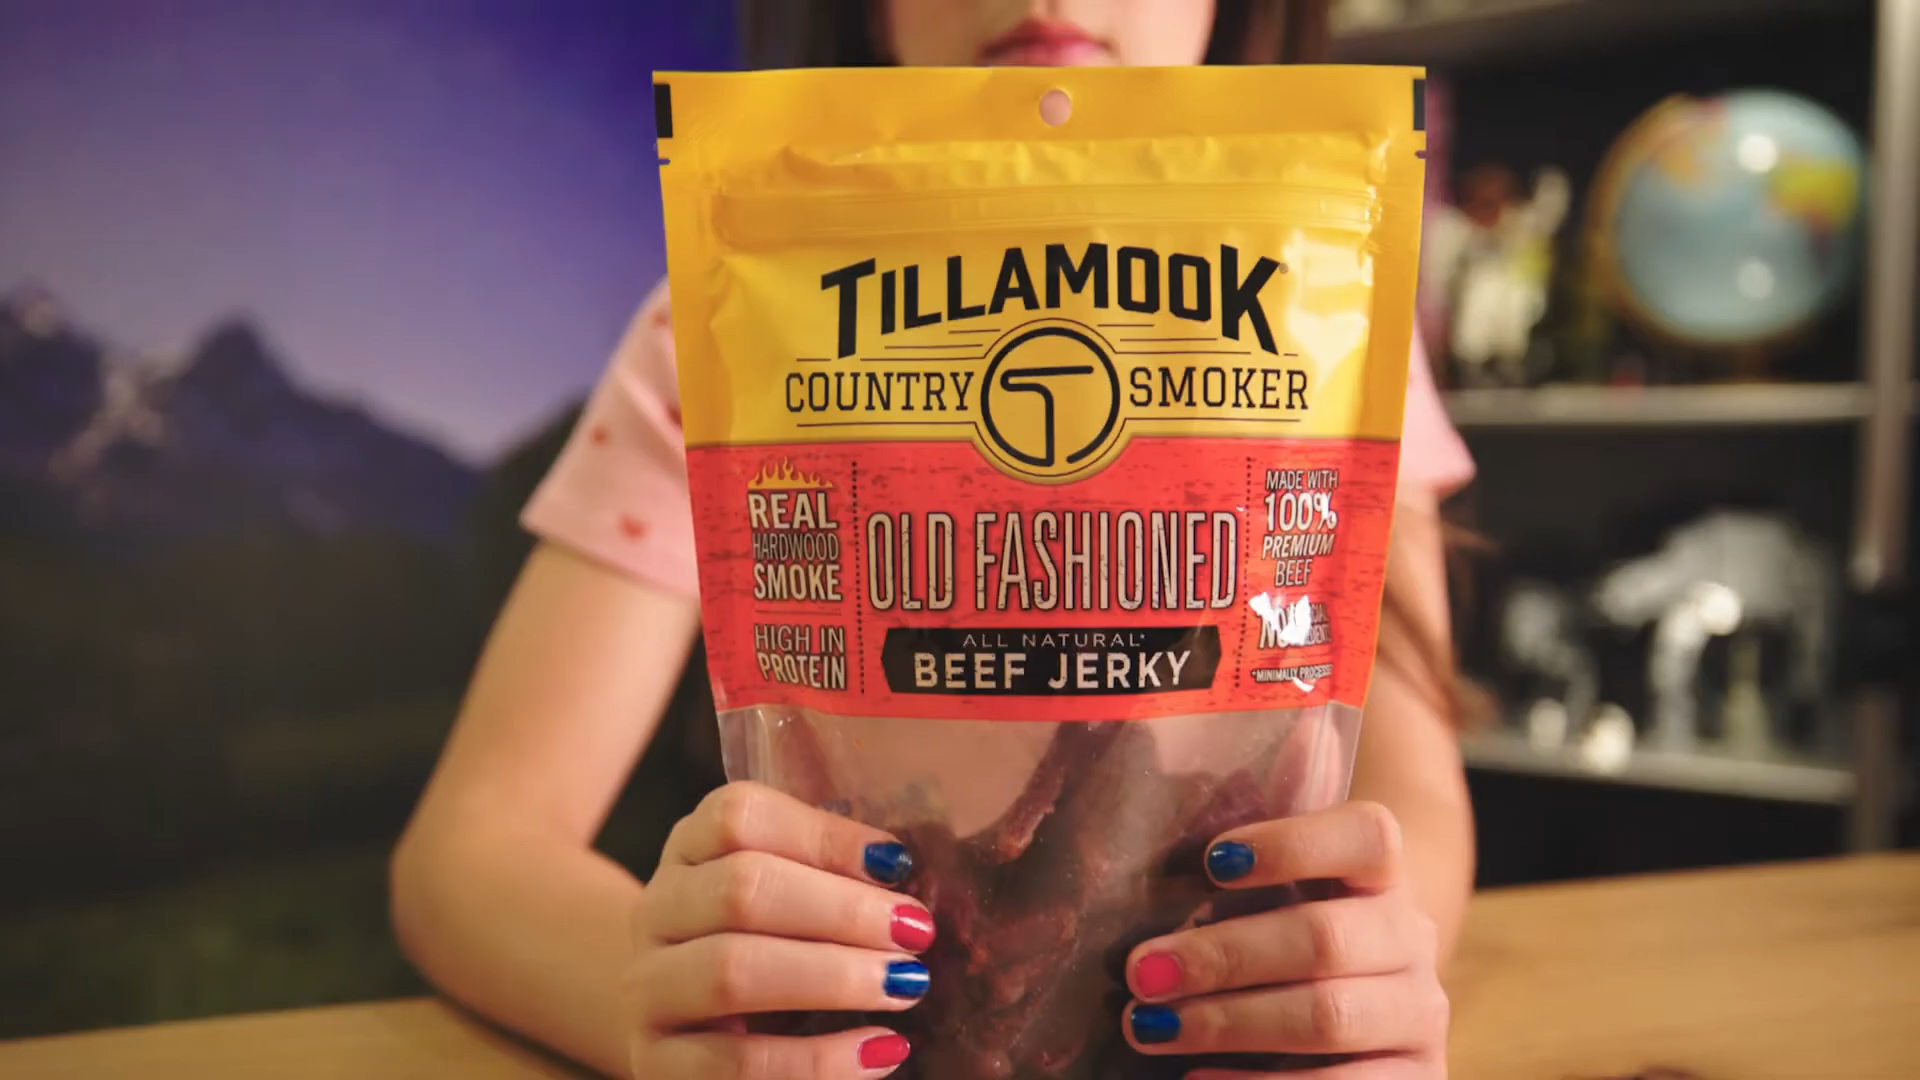 TILLAMOOK
COUNTRY SMOKER
REAL
HARDWOOD
SMOKE
HIGH IN
PROTEIN
OLD FASHIONED
ALL NATURAL*
BEEF JERKY
MADE WITH
100%
PREMIUM
BEEF
*MINIMALLY